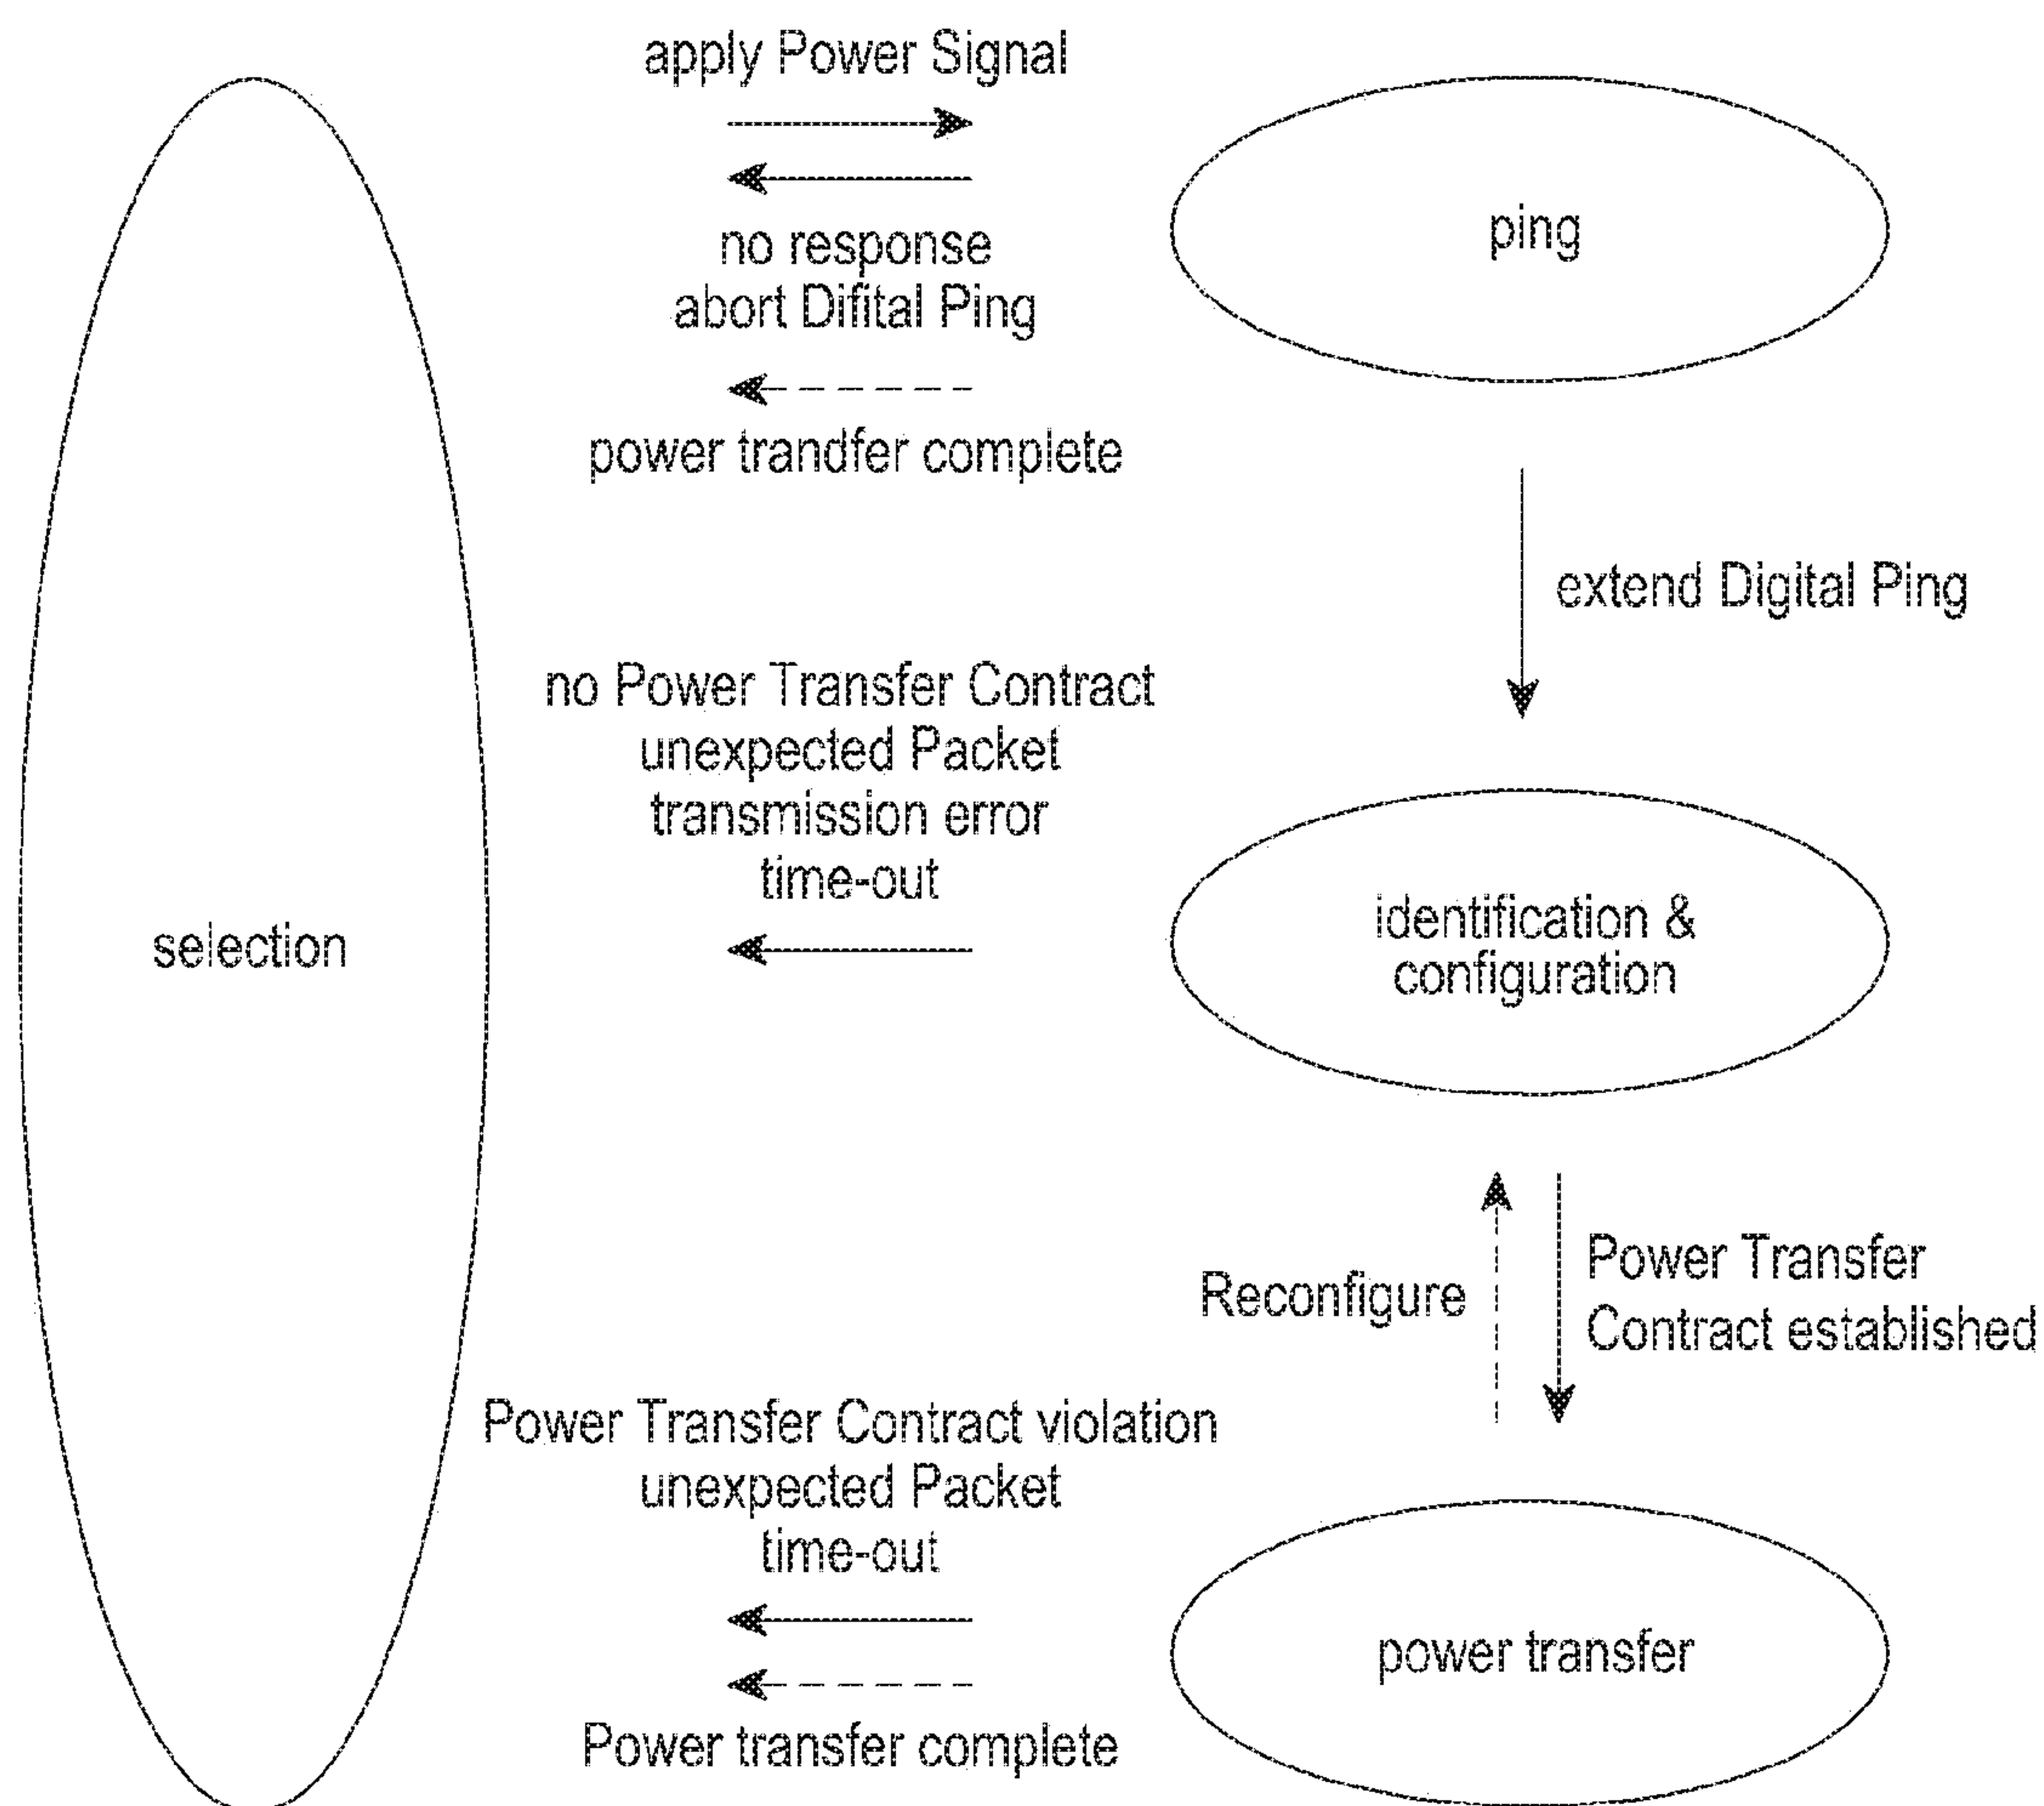 apply Power Signal
no response
abort Difital Ping
power trandfer complete
ping
extend Digital Ping
no Power Transfer Contract
unexpected Packet
transmission error
time-out
selection
identification &
configuration
Reconfigure
Power Transfer
Contract established
Power Transfer Contract violation
unexpected Packet
time-out
Power transfer complete
power transfer